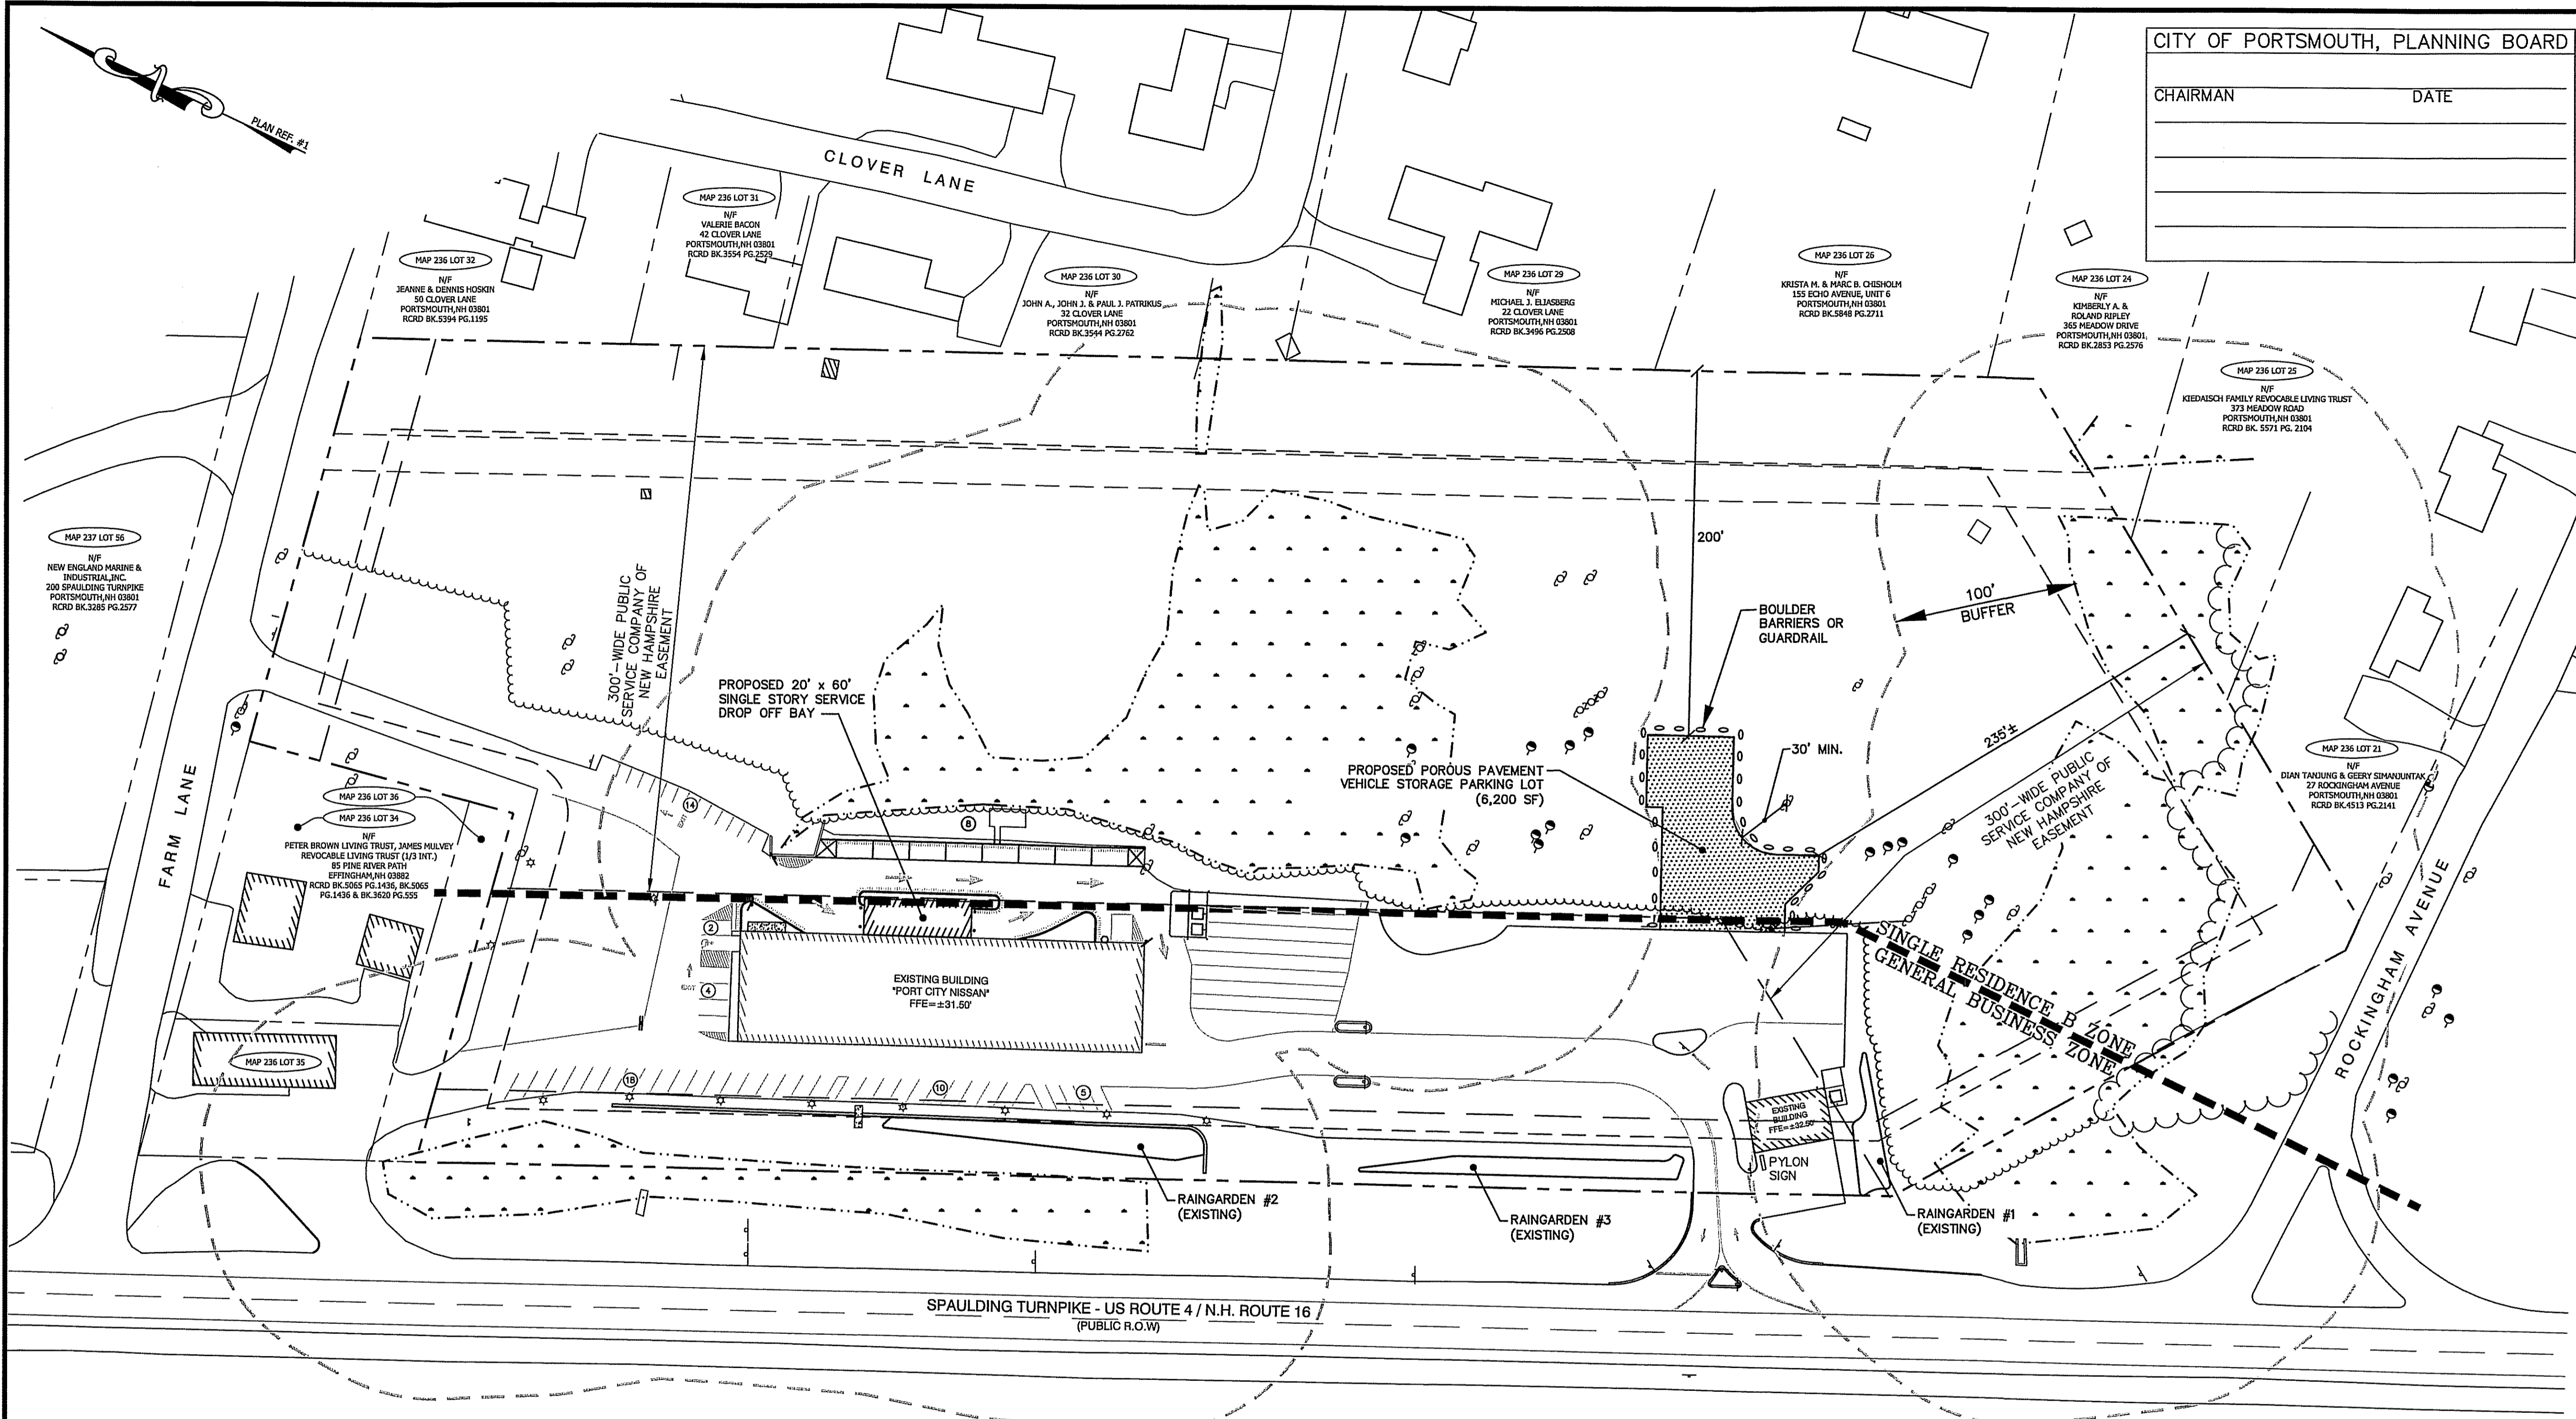 CITY OF PORTSMOUTH, PLANNING BOARD
CHAIRMAN DATE
PLAN REF. #1
CLOVER LANE
MAP 236 LOT 32
N/F
JEANNE & DENNIS HOSKIN
50 CLOVER LANE
PORTSMOUTH,NH 03801
RCRD BK.5394 PG.1195
MAP 236 LOT 31
N/F
VALERIE BACON
42 CLOVER LANE
PORTSMOUTH,NH 03801
RCRD BK.3554 PG.2529
MAP 236 LOT 30
N/F
JOHN A., JOHN J. & PAUL J. PATRIKUS
32 CLOVER LANE
PORTSMOUTH,NH 03801
RCRD BK.3544 PG.2762
MAP 236 LOT 29
N/F
MICHAEL J. ELIASBERG
22 CLOVER LANE
PORTSMOUTH,NH 03801
RCRD BK.3496 PG.2508
MAP 236 LOT 26
N/F
KRISTA M. & MARC B. CHISHOLM
155 ECHO AVENUE, UNIT 6
PORTSMOUTH,NH 03801
RCRD BK.5848 PG.2711
MAP 236 LOT 24
N/F
KIMBERLY A. &
ROLAND RIPLEY
365 MEADOW DRIVE
PORTSMOUTH,NH 03801
RCRD BK.2853 PG.2576
MAP 236 LOT 25
N/F
KIEDAISCH FAMILY REVOCABLE LIVING TRUST
373 MEADOW ROAD
PORTSMOUTH,NH 03801
RCRD BK. 5571 PG. 2104
MAP 237 LOT 56
N/F
NEW ENGLAND MARINE &
INDUSTRIAL,INC.
200 SPAULDING TURNPIKE
PORTSMOUTH,NH 03801
RCRD BK.3285 PG.2577
300'-WIDE PUBLIC
SERVICE COMPANY OF
NEW HAMPSHIRE
EASEMENT
200'
100'
BUFFER
BOULDER
BARRIERS OR
GUARDRAIL
PROPOSED 20' x 60'
SINGLE STORY SERVICE
DROP OFF BAY
30' MIN.
PROPOSED POROUS PAVEMENT
VEHICLE STORAGE PARKING LOT
(6,200 SF)
235'±
300'-WIDE PUBLIC
SERVICE COMPANY OF
NEW HAMPSHIRE
EASEMENT
MAP 236 LOT 21
N/F
DIAN TANJUNG & GEERY SIMANJUNTAK
27 ROCKINGHAM AVENUE
PORTSMOUTH,NH 03801
RCRD BK.4513 PG.2141
FARM LANE
MAP 236 LOT 36
MAP 236 LOT 34
N/F
PETER BROWN LIVING TRUST, JAMES MULVEY
REVOCABLE LIVING TRUST (1/3 INT.)
85 PINE RIVER PATH
EFFINGHAM,NH 03882
RCRD BK.5065 PG.1436, BK.5065
PG.1436 & BK.3620 PG.555
14
EXIT
8
2
4
EXIT
EXISTING BUILDING
"PORT CITY NISSAN"
FFE=±31.50'
SINGLE RESIDENCE B ZONE
GENERAL BUSINESS ZONE
ROCKINGHAM AVENUE
MAP 236 LOT 35
18
10
5
EXISTING
BUILDING
FFE=±32.50'
PYLON
SIGN
RAINGARDEN #2
(EXISTING)
RAINGARDEN #3
(EXISTING)
RAINGARDEN #1
(EXISTING)
SPAULDING TURNPIKE - US ROUTE 4 / N.H. ROUTE 16
(PUBLIC R.O.W)